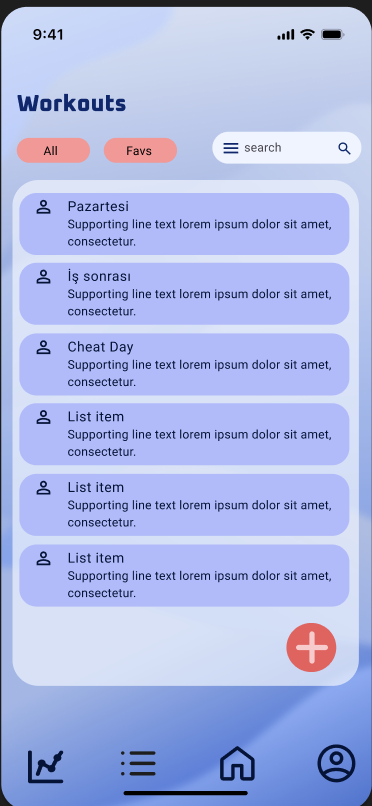 9:41
Workouts
All
Favs
search
Pazartesi
Supporting line text lorem ipsum dolor sit amet,
consectetur.
İş sonrası
Supporting line text lorem ipsum dolor sit amet,
consectetur.
Cheat Day
Supporting line text lorem ipsum dolor sit amet,
consectetur.
List item
Supporting line text lorem ipsum dolor sit amet,
consectetur.
List item
Supporting line text lorem ipsum dolor sit amet,
consectetur.
List item
Supporting line text lorem ipsum dolor sit amet,
consectetur.